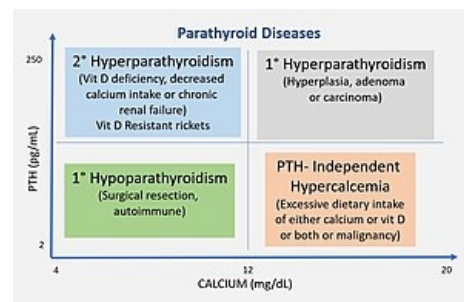 Parathyroid Diseases
250
2° Hyperparathyroidism
(Vit D deficiency, decreased
calcium intake or chronic
renal failure)
Vit D Resistant rickets
1° Hyperparathyroidism
(Hyperplasia, adenoma
or carcinoma)
PTH (pg/mL)
1° Hypoparathyroidism
(Surgical resection,
autoimmune)
PTH- Independent
Hypercalcemia
(Excessive dietary intake
of either calcium or vit D
or both or malignancy)
2
4
12
20
CALCIUM (mg/dL)